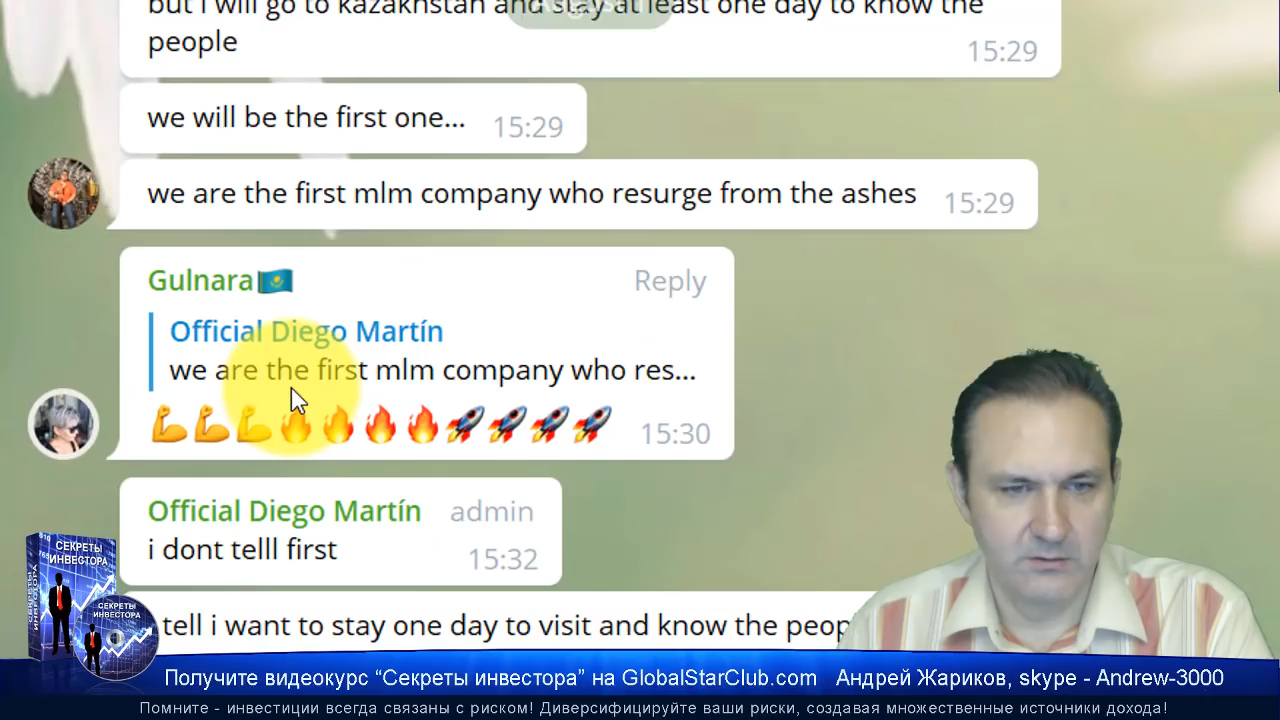 but i will go to kazakhstan and stay at least one day to know the
people
15:29
we will be the first one...
15:29
we are the first mlm company who resurge from the ashes
15:29
Gulnara🇰🇿
Reply
Official Diego Martín
we are the first mlm company who res...
💪💪💪🔥🔥🔥🔥🚀🚀🚀🚀
15:30
Official Diego Martín
admin
i dont telll first
15:32
tell i want to stay one day to visit and know the
СЕКРЕТЫ
ИНВЕСТОРА
СЕКРЕТЫ
ИНВЕСТОРА
Получите видеокурс “Секреты инвестора” на GlobalStarClub.com Андрей Жариков, skype - Andrew-3000
Помните - инвестиции всегда связаны с риском! Диверсифицируйте ваши риски, создавая множественные источники дохода!